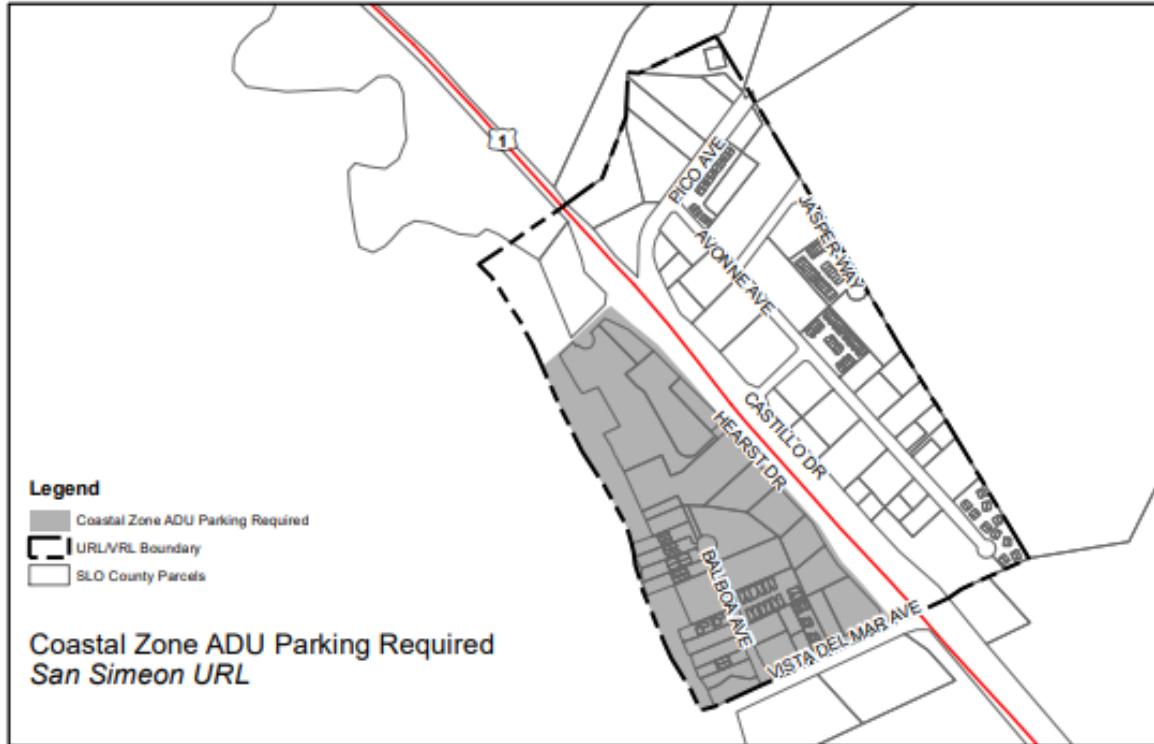 1
PICO AVE
JASPER WAY
AVONNE AVE
CASTILLO DR
HEARST DR
BALBOA AVE
VISTA DEL MAR AVE
Legend
Coastal Zone ADU Parking Required
URL/VRL Boundary
SLO County Parcels
Coastal Zone ADU Parking Required
San Simeon URL